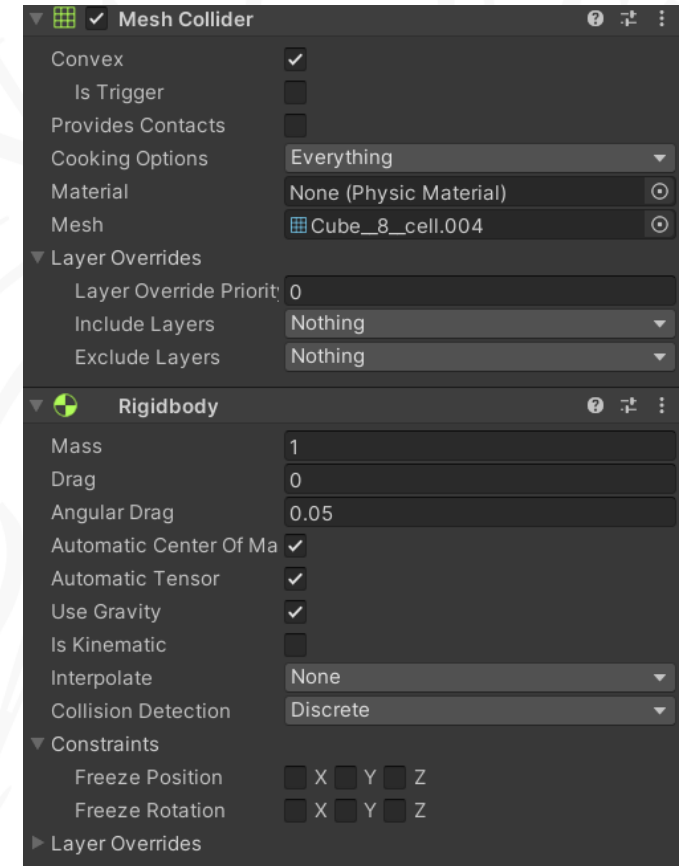 Mesh Collider
Convex
Is Trigger
Provides Contacts
Cooking Options Everything
Material None (Physic Material)
Mesh Cube__8__cell.004
Layer Overrides
Layer Override Priorit 0
Include Layers Nothing
Exclude Layers Nothing
Rigidbody
Mass 1
Drag 0
Angular Drag 0.05
Automatic Center Of Ma
Automatic Tensor
Use Gravity
Is Kinematic
Interpolate None
Collision Detection Discrete
Constraints
Freeze Position X Y Z
Freeze Rotation X Y Z
Layer Overrides